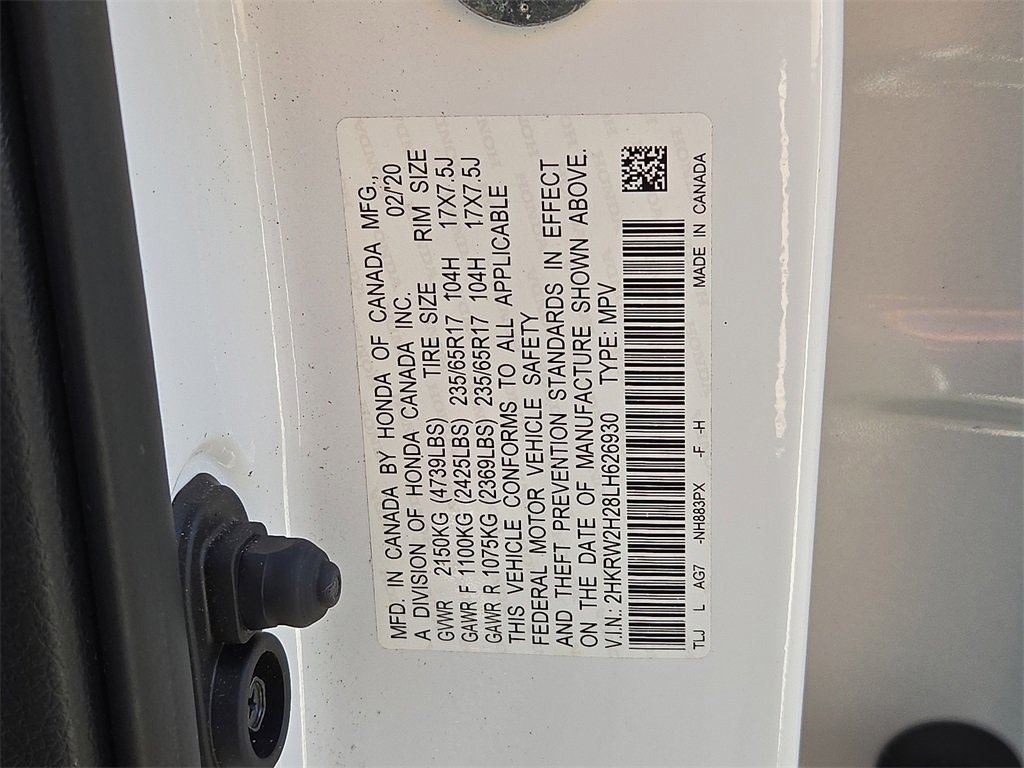 MFD. IN CANADA BY HONDA OF CANADA MFG.,
A DIVISION OF HONDA CANADA INC. 02/'20
GVWR 2150KG (4739LBS) TIRE SIZE RIM SIZE
GAWR F 1100KG (2425LBS) 235/65R17 104H 17X7.5J
GAWR R 1075KG (2369LBS) 235/65R17 104H 17X7.5J
THIS VEHICLE CONFORMS TO ALL APPLICABLE
FEDERAL MOTOR VEHICLE SAFETY
AND THEFT PREVENTION STANDARDS IN EFFECT
ON THE DATE OF MANUFACTURE SHOWN ABOVE.
V.I.N.: 2HKRW2H28LH626930 TYPE: MPV
TLJ L AG7 -NH883PX -F -H MADE IN CANADA